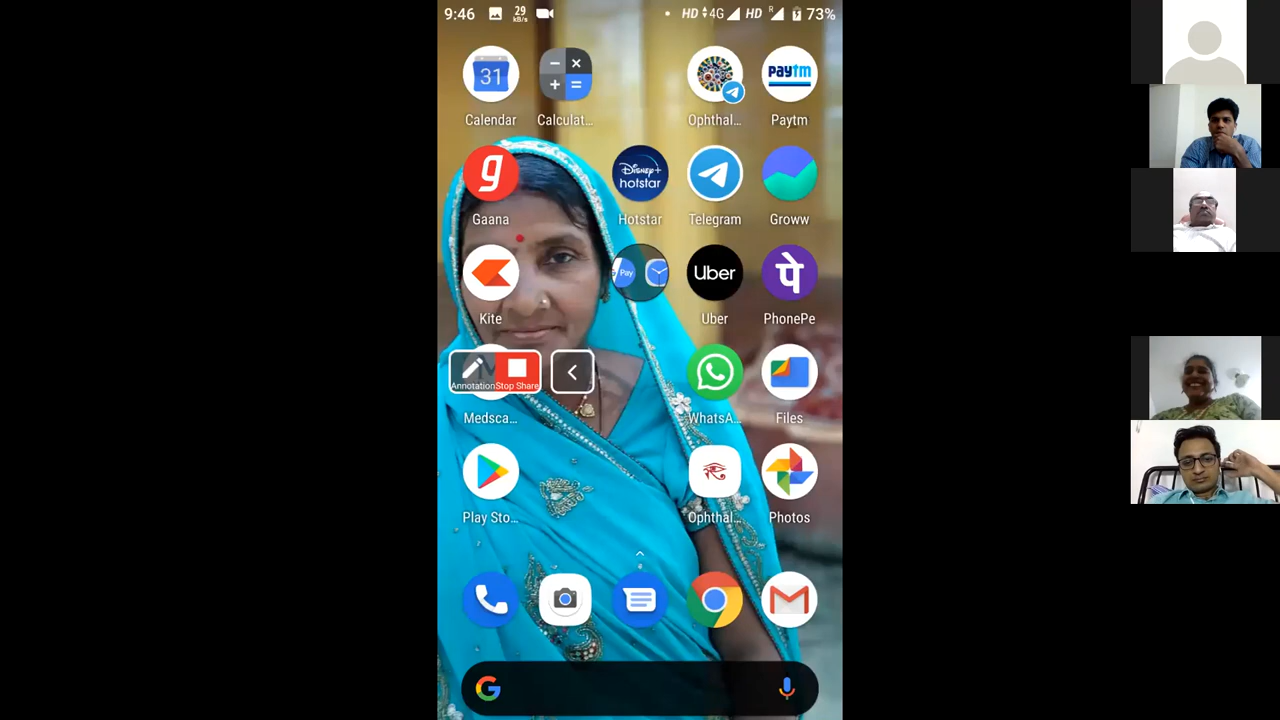 9:46 29 KB/s HD 4G HD R 73%
31
Paytm
Calendar Calculat... Ophthal... Paytm
g Disney+ hotstar
Gaana Hotstar Telegram Groww
Pay Uber पे
Kite Uber PhonePe
Annotation Stop Share
Medsca... WhatsA... Files
Play Sto... Ophthal... Photos
G